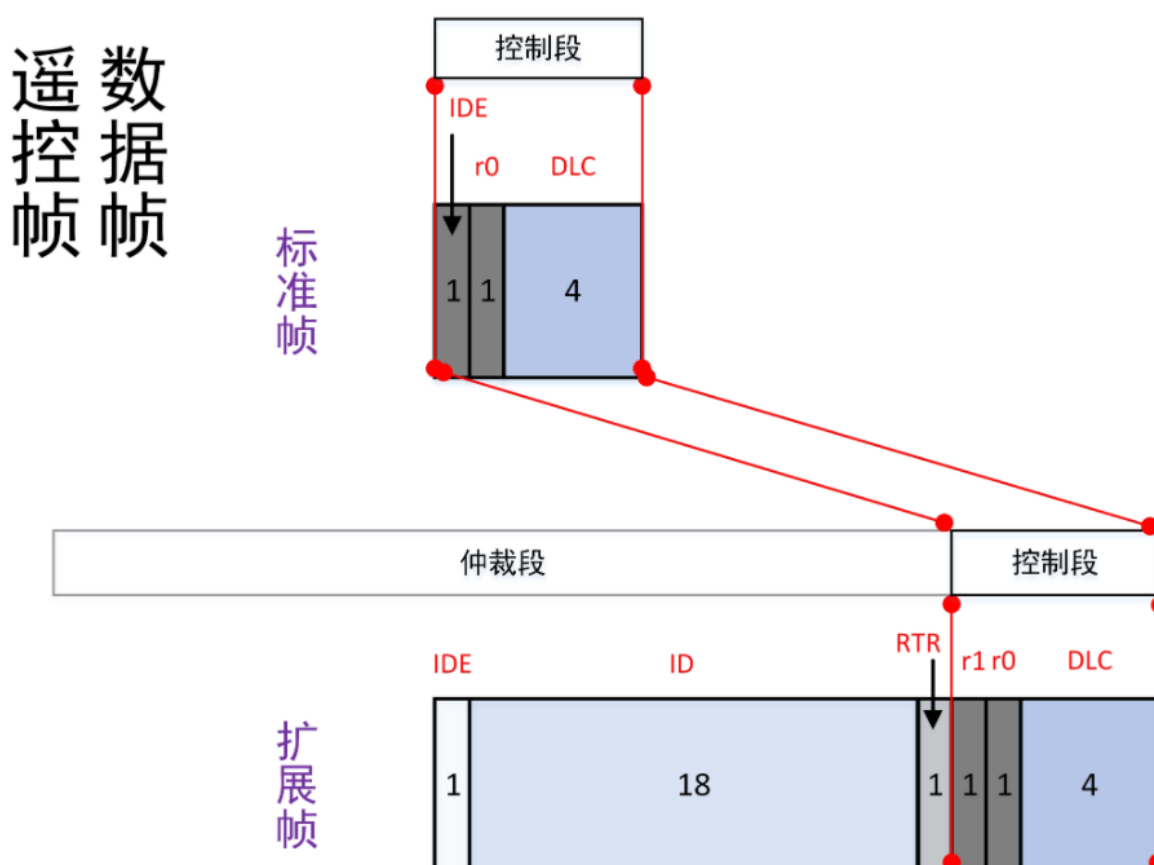 数据帧
遥控帧
控制段
IDE
r0 DLC
标准帧
1 1 4
仲裁段 控制段
IDE ID RTR r1 r0 DLC
扩展帧
1 18 1 1 1 4